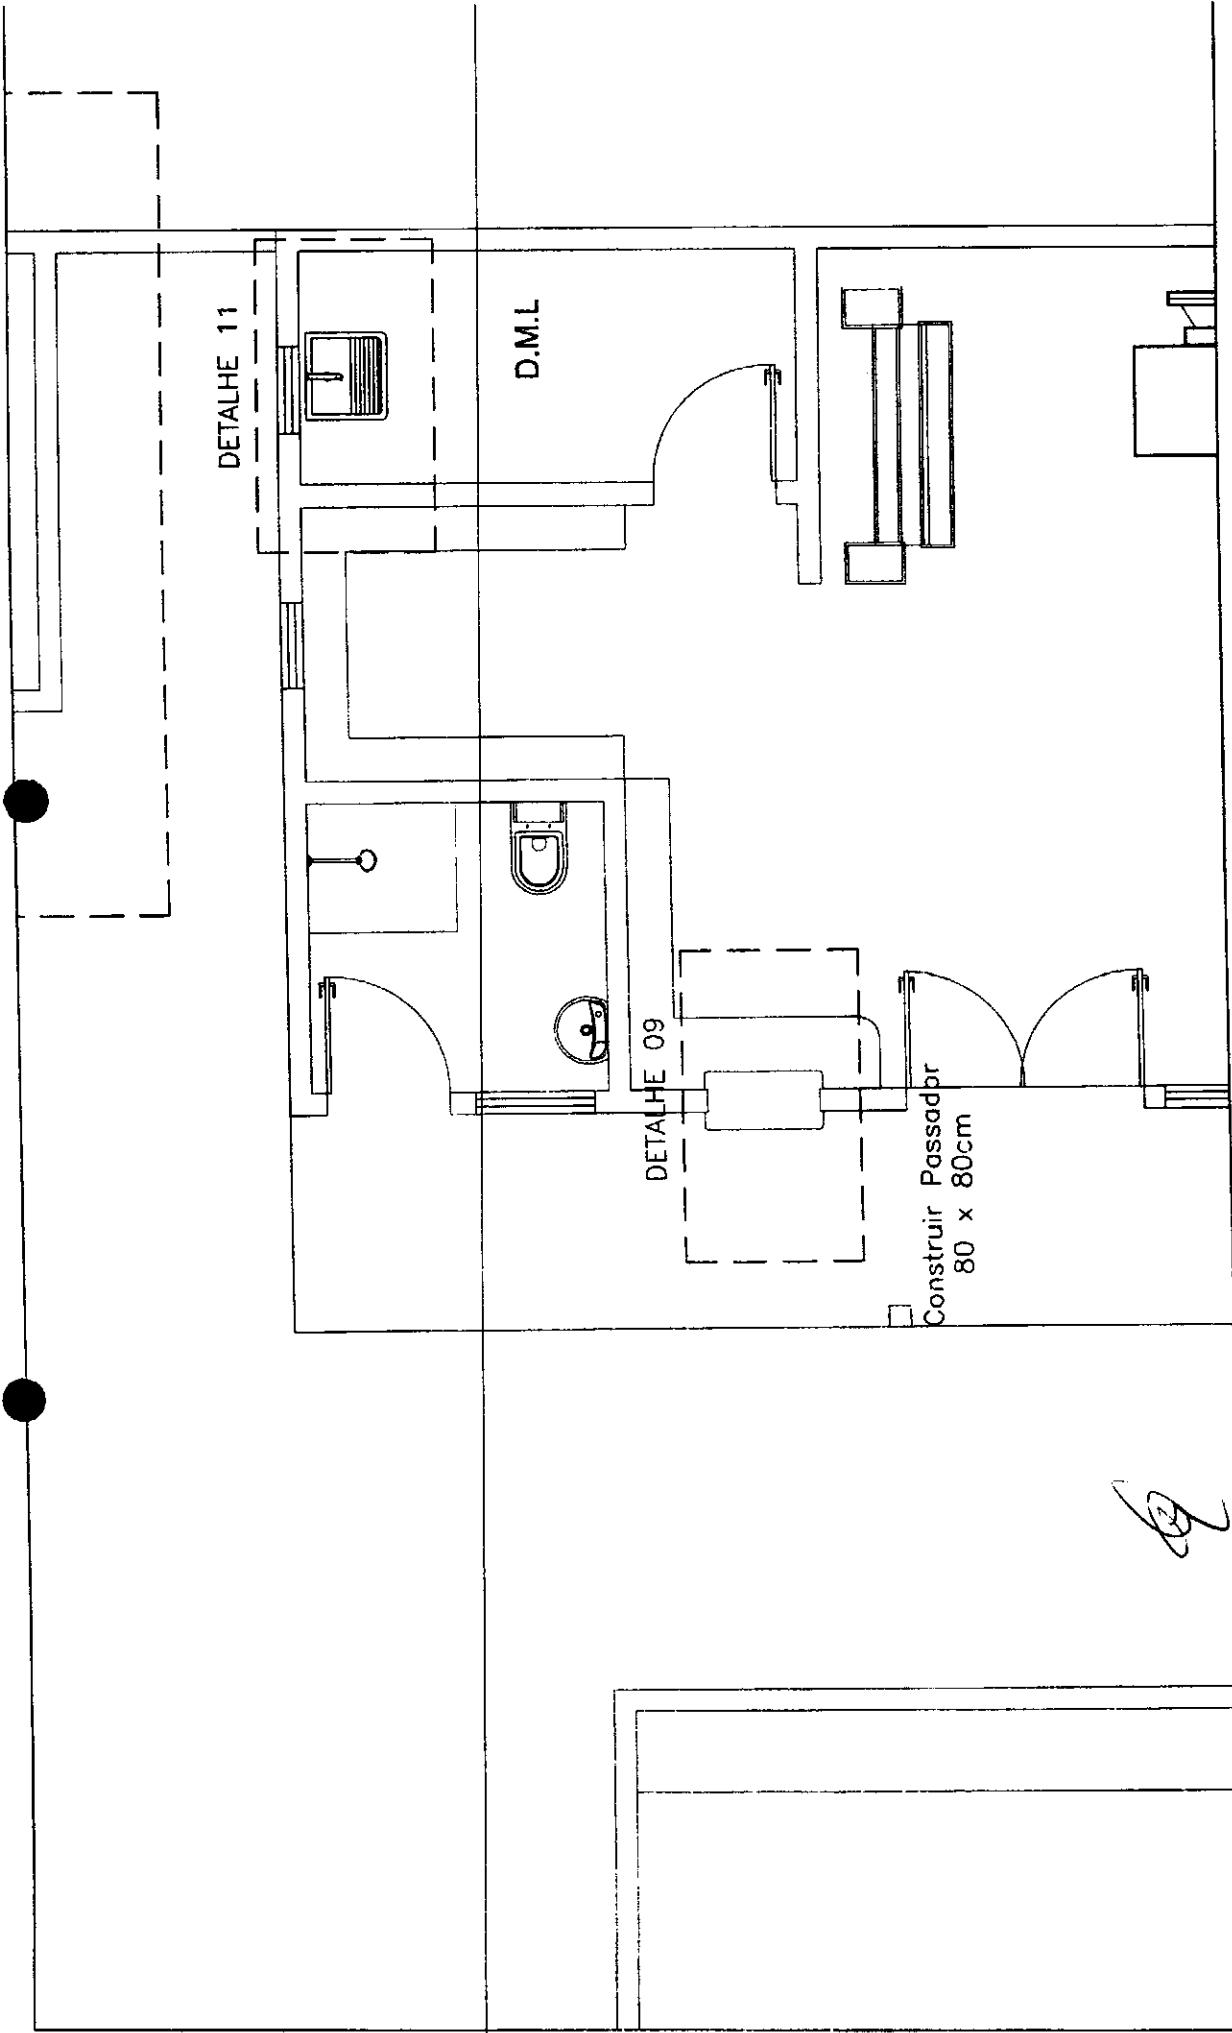 DETALHE 11
D.M.L
DETALHE 09
Construir Passador
80 x 80cm